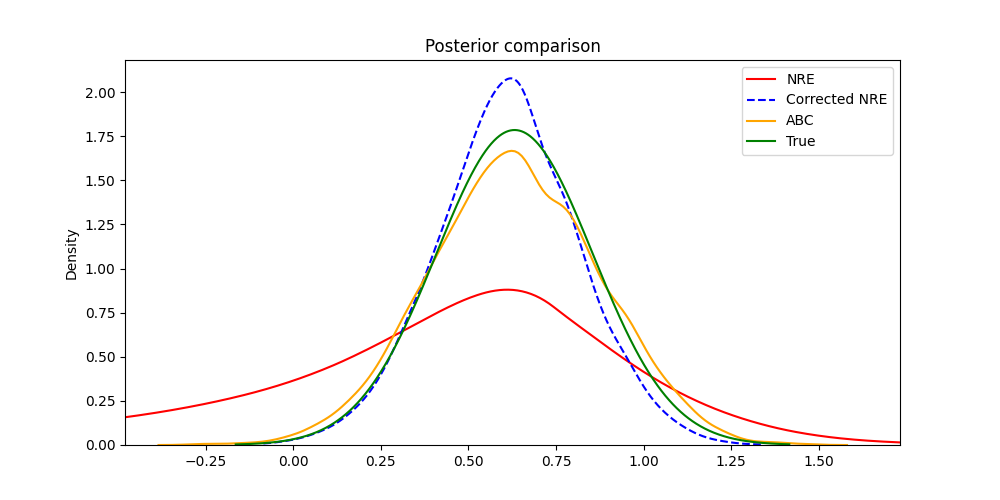 Posterior comparison
NRE
Corrected NRE
ABC
True
Density
2.00
1.75
1.50
1.25
1.00
0.75
0.50
0.25
0.00
−0.25 0.00 0.25 0.50 0.75 1.00 1.25 1.50